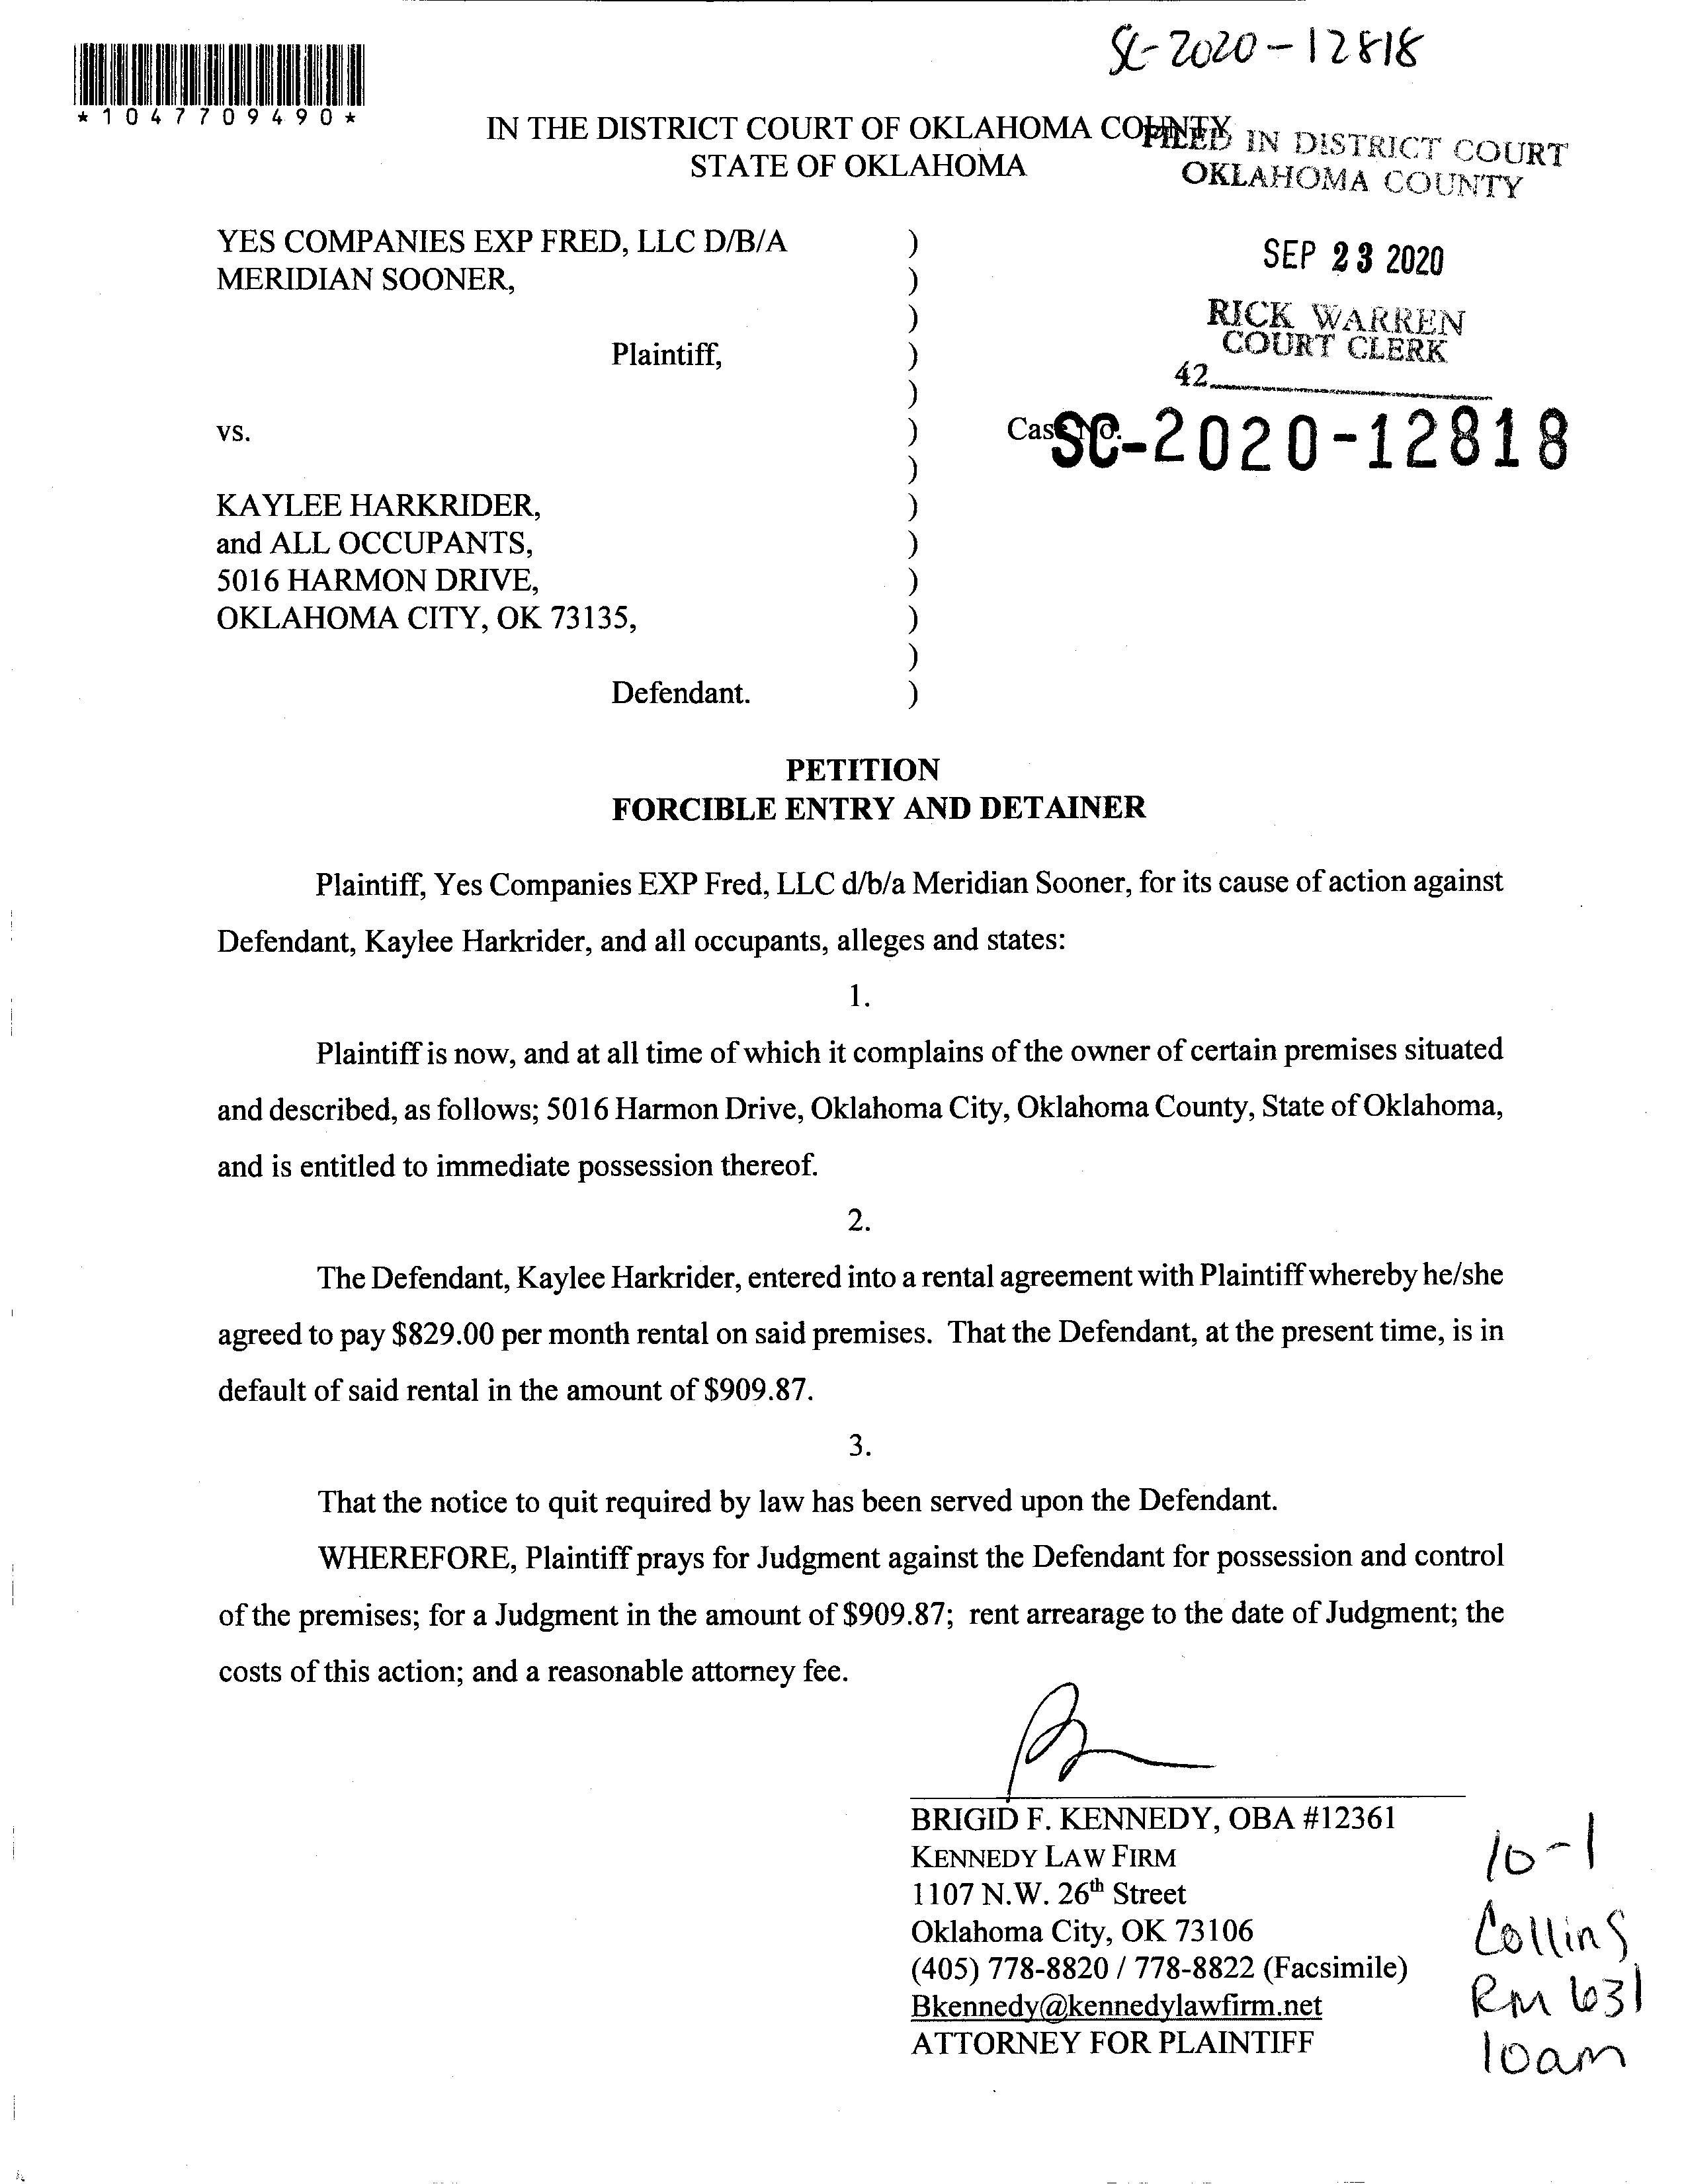 SC-2020-12818
*1047709490*
IN THE DISTRICT COURT OF OKLAHOMA COUNTY
STATE OF OKLAHOMA
FILED IN DISTRICT COURT
OKLAHOMA COUNTY
SEP 23 2020
RICK WARREN
COURT CLERK
42
YES COMPANIES EXP FRED, LLC D/B/A )
MERIDIAN SOONER, )
)
Plaintiff, )
)
vs. ) Case No. SC-2020-12818
)
KAYLEE HARKRIDER, )
and ALL OCCUPANTS, )
5016 HARMON DRIVE, )
OKLAHOMA CITY, OK 73135, )
)
Defendant. )
PETITION
FORCIBLE ENTRY AND DETAINER
Plaintiff, Yes Companies EXP Fred, LLC d/b/a Meridian Sooner, for its cause of action against
Defendant, Kaylee Harkrider, and all occupants, alleges and states:
1.
Plaintiff is now, and at all time of which it complains of the owner of certain premises situated
and described, as follows; 5016 Harmon Drive, Oklahoma City, Oklahoma County, State of Oklahoma,
and is entitled to immediate possession thereof.
2.
The Defendant, Kaylee Harkrider, entered into a rental agreement with Plaintiff whereby he/she
agreed to pay $829.00 per month rental on said premises. That the Defendant, at the present time, is in
default of said rental in the amount of $909.87.
3.
That the notice to quit required by law has been served upon the Defendant.
WHEREFORE, Plaintiff prays for Judgment against the Defendant for possession and control
of the premises; for a Judgment in the amount of $909.87; rent arrearage to the date of Judgment; the
costs of this action; and a reasonable attorney fee.
BRIGID F. KENNEDY, OBA #12361
KENNEDY LAW FIRM
1107 N.W. 26th Street
Oklahoma City, OK 73106
(405) 778-8820 / 778-8822 (Facsimile)
Bkennedy@kennedylawfirm.net
ATTORNEY FOR PLAINTIFF
10-1
Collins
RM 631
10am